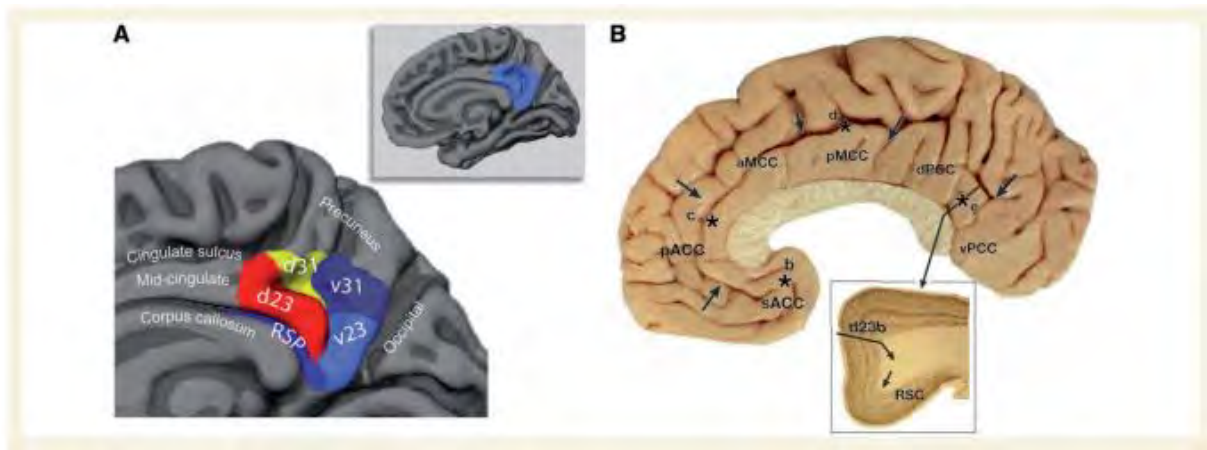 A
Precuneus
Cingulate sulcus
Mid-cingulate
Corpus callosum
d31
v31
d23
RSP
v23
Occipital
B
d
aMCC
pMCC
dPCC
c
e
pACC
vPCC
b
sACC
d23b
RSC